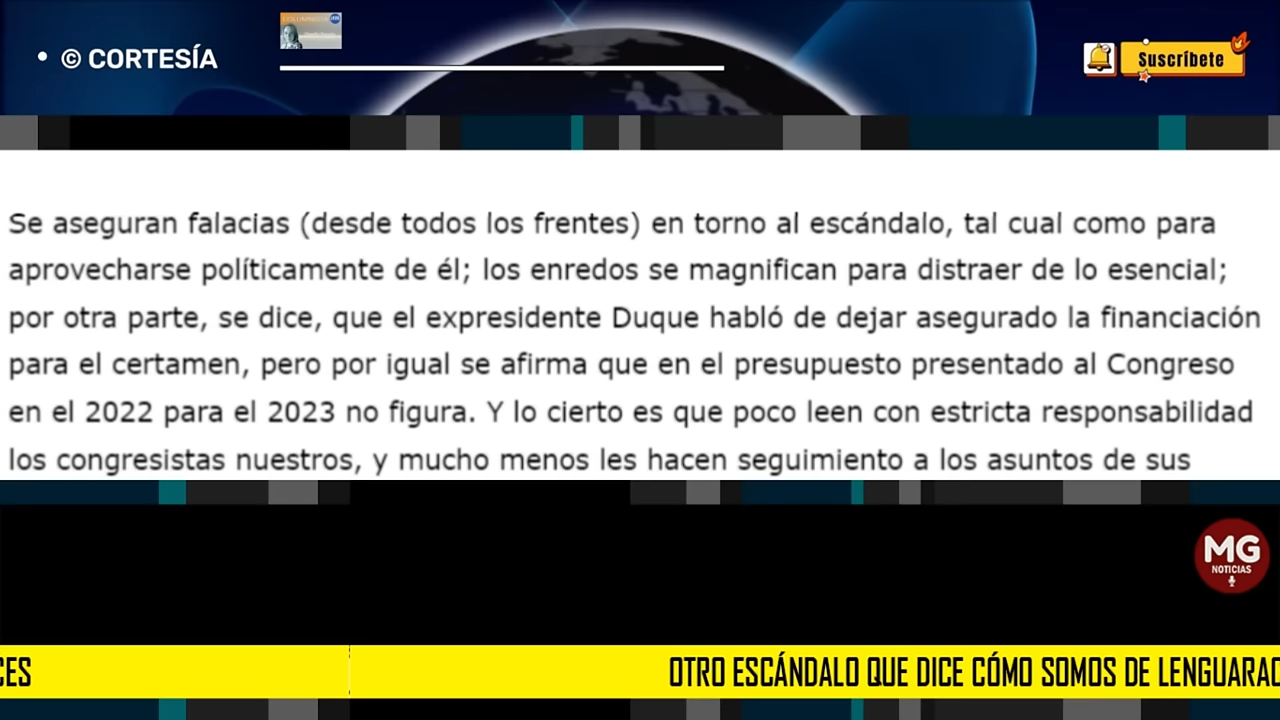 • © CORTESÍA
COLUMNISTA
Suscríbete
Se aseguran falacias (desde todos los frentes) en torno al escándalo, tal cual como para
aprovecharse políticamente de él; los enredos se magnifican para distraer de lo esencial;
por otra parte, se dice, que el expresidente Duque habló de dejar asegurado la financiación
para el certamen, pero por igual se afirma que en el presupuesto presentado al Congreso
en el 2022 para el 2023 no figura. Y lo cierto es que poco leen con estricta responsabilidad
los congresistas nuestros, y mucho menos les hacen seguimiento a los asuntos de sus
MG
NOTICIAS
CES
OTRO ESCÁNDALO QUE DICE CÓMO SOMOS DE LENGUARAC